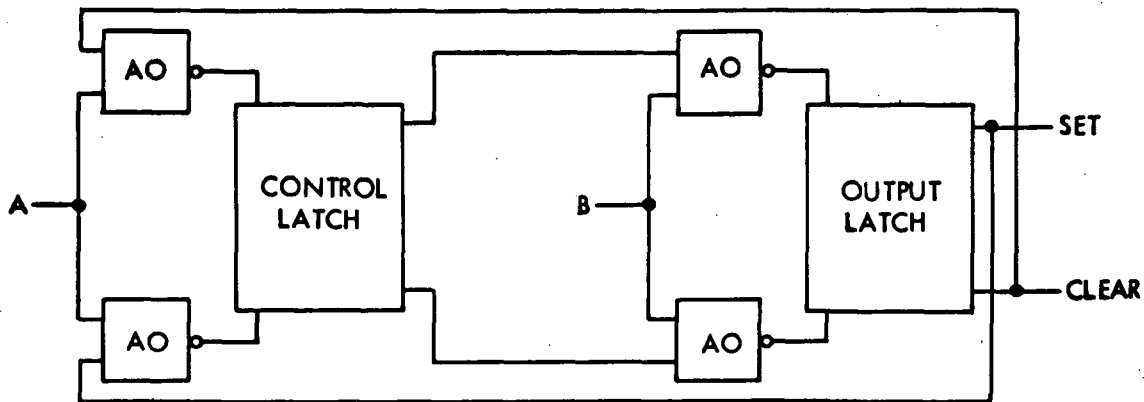 AO
AO
SET
A
CONTROL
LATCH
B
OUTPUT
LATCH
CLEAR
AO
AO